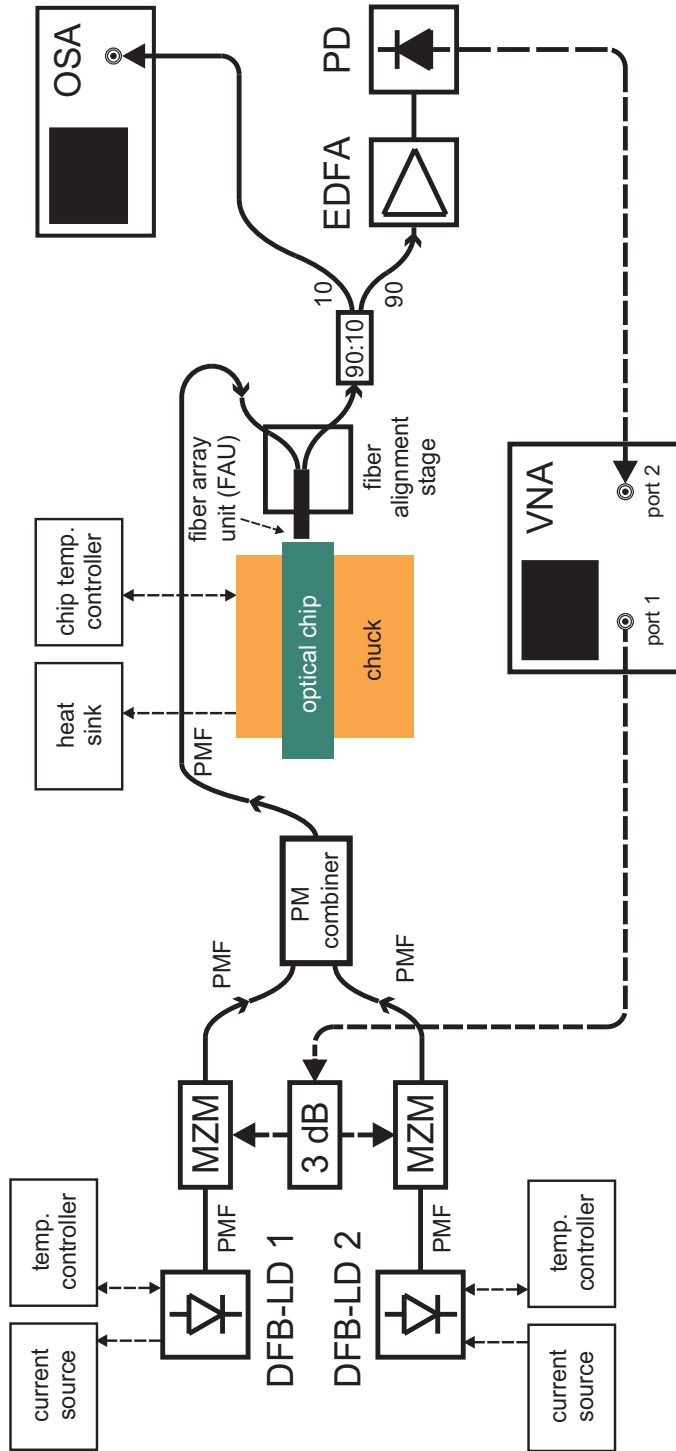 current
source
temp.
controller
DFB-LD 1
PMF
MZM
PMF
3 dB
DFB-LD 2
PMF
MZM
PMF
current
source
temp.
controller
PM
combiner
PMF
heat
sink
chip temp.
controller
optical chip
chuck
fiber array
unit (FAU)
fiber
alignment
stage
90:10
10
90
OSA
EDFA
PD
VNA
port 1
port 2